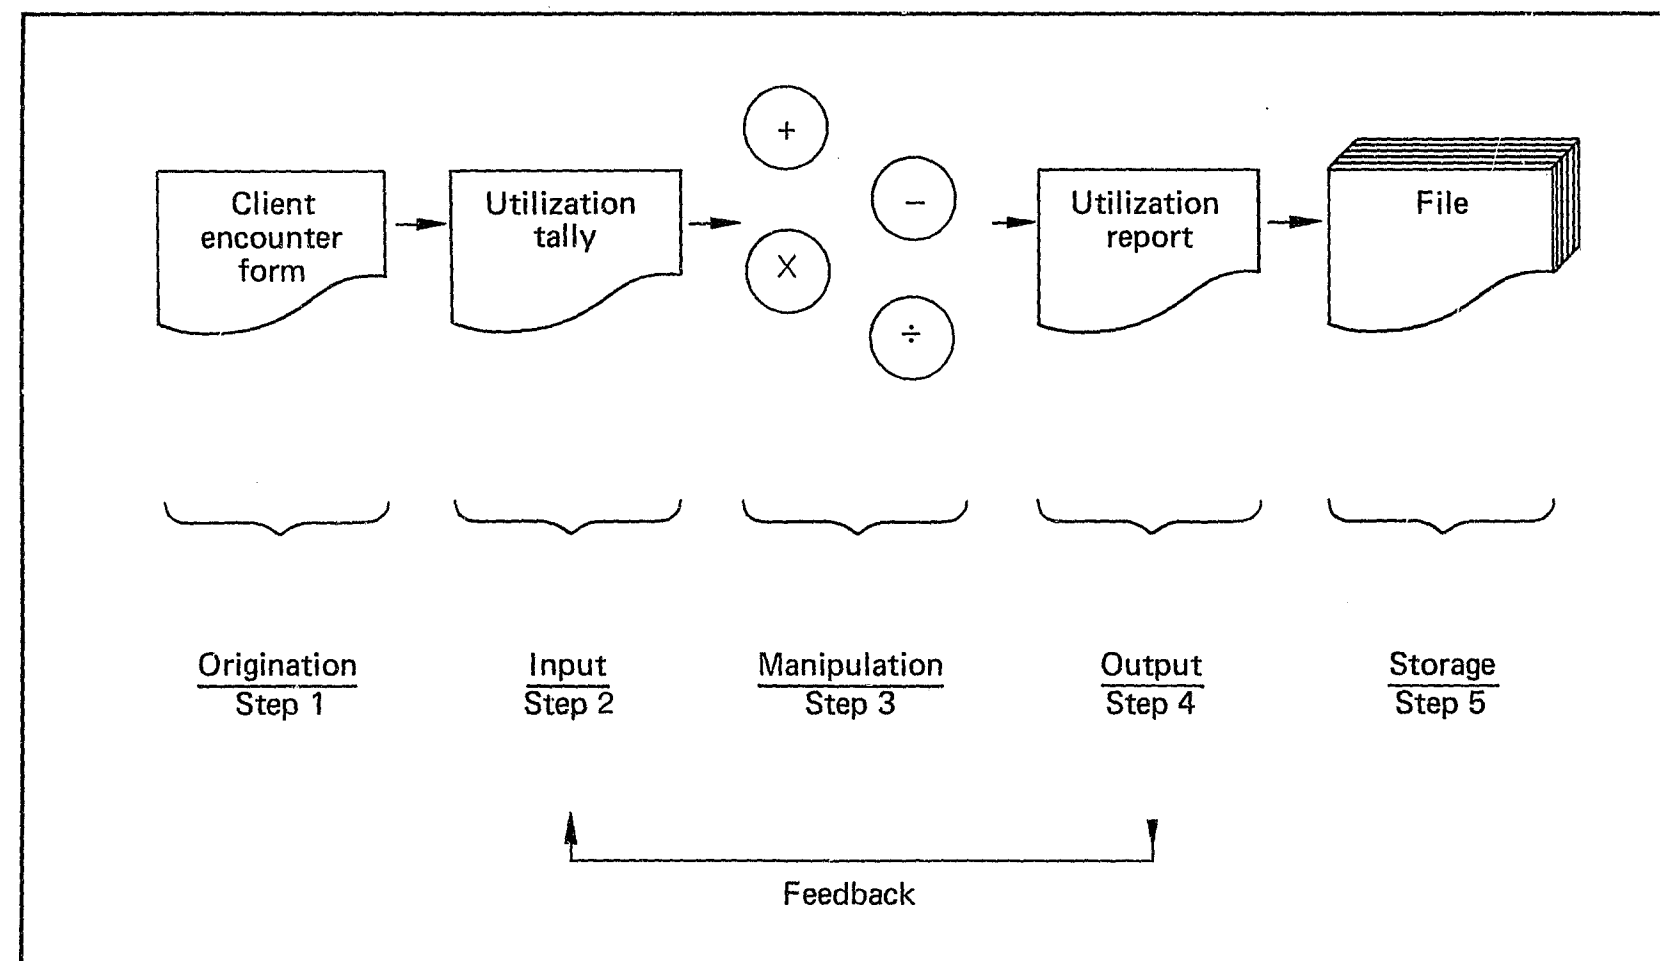 Client
encounter
form
Utilization
tally
+
−
X
÷
Utilization
report
File
Origination
Step 1
Input
Step 2
Manipulation
Step 3
Output
Step 4
Storage
Step 5
Feedback